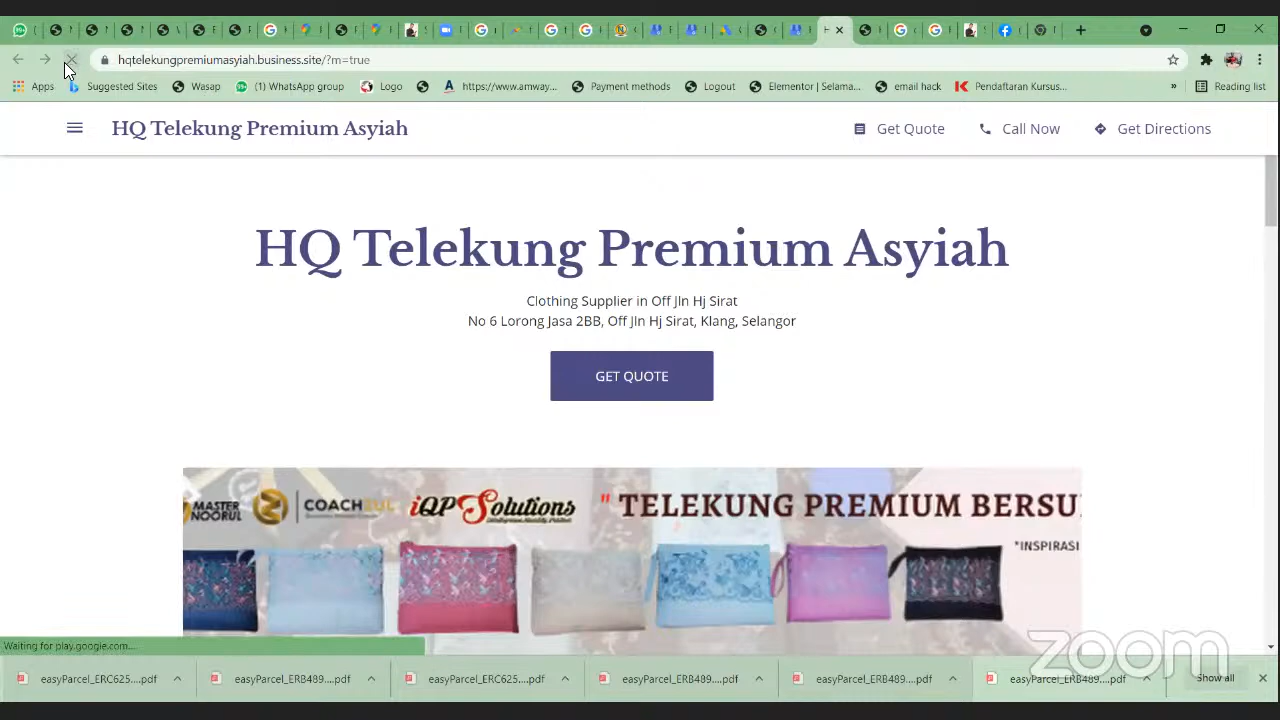 hqtelekungpremiumasyiah.business.site/?m=true
Apps
Suggested Sites
Wasap
(1) WhatsApp group
Logo
https://www.amway...
Payment methods
Logout
Elementor | Selama...
email hack
Pendaftaran Kursus...
»
Reading list
HQ Telekung Premium Asyiah
Get Quote
Call Now
Get Directions
HQ Telekung Premium Asyiah
Clothing Supplier in Off Jln Hj Sirat
No 6 Lorong Jasa 2BB, Off Jln Hj Sirat, Klang, Selangor
GET QUOTE
MASTER
NOORUL
COACH
iQP Solutions
" TELEKUNG PREMIUM BERSU
*INSPIRASI
Waiting for play.google.com...
zoom
easyParcel_ERC625....pdf
easyParcel_ERB489....pdf
easyParcel_ERC625....pdf
easyParcel_ERB489....pdf
easyParcel_ERB489....pdf
easyParcel_ERB489....pdf
Show all